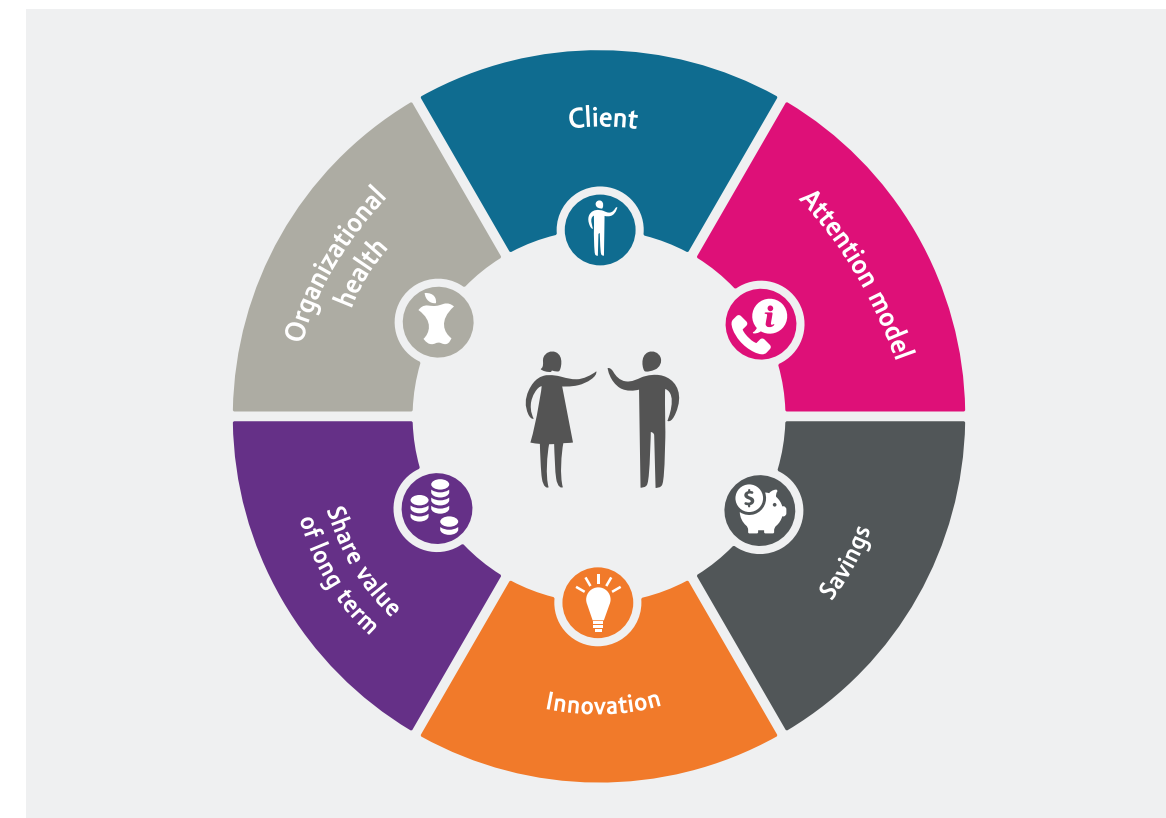 Client
Attention model
Savings
Innovation
Share value
of long term
Organizational
health
i
$